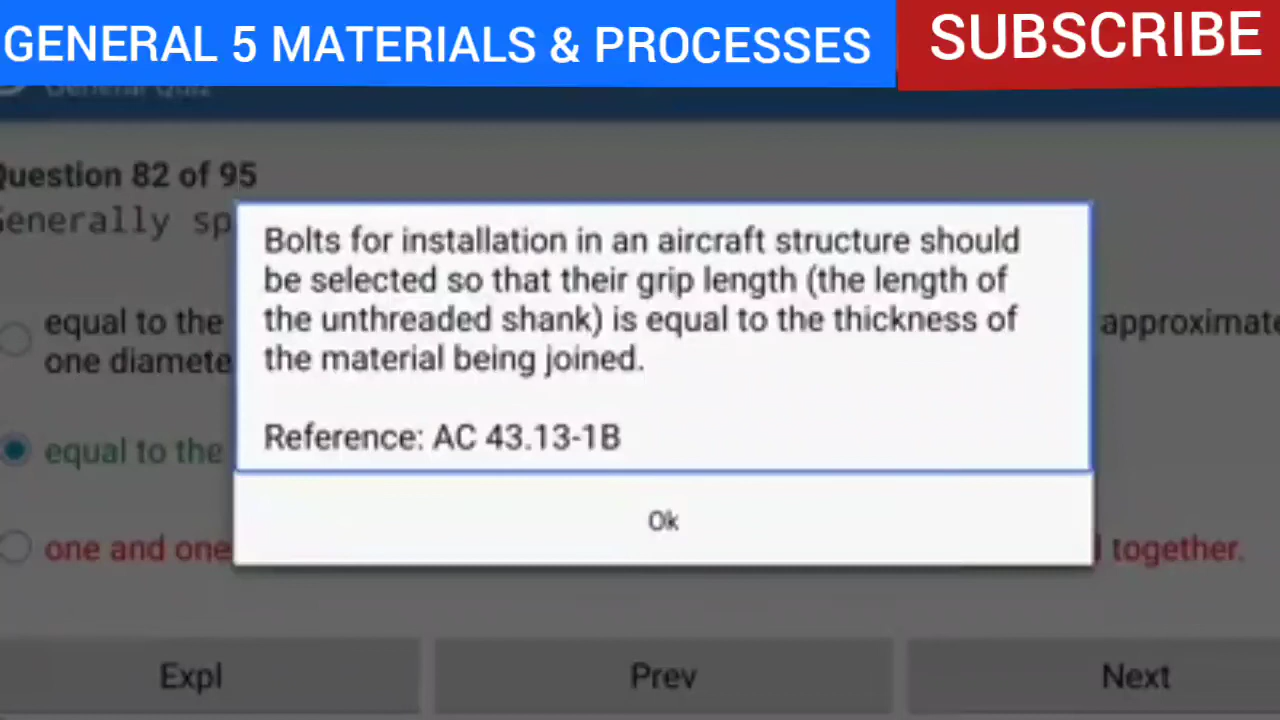 GENERAL 5 MATERIALS & PROCESSES
SUBSCRIBE
General Quiz
Question 82 of 95
Generally sp
Bolts for installation in an aircraft structure should
be selected so that their grip length (the length of
the unthreaded shank) is equal to the thickness of
the material being joined.
Reference: AC 43.13-1B
Ok
equal to the
approximate
one diamete
equal to the
one and one
together.
Expl
Prev
Next